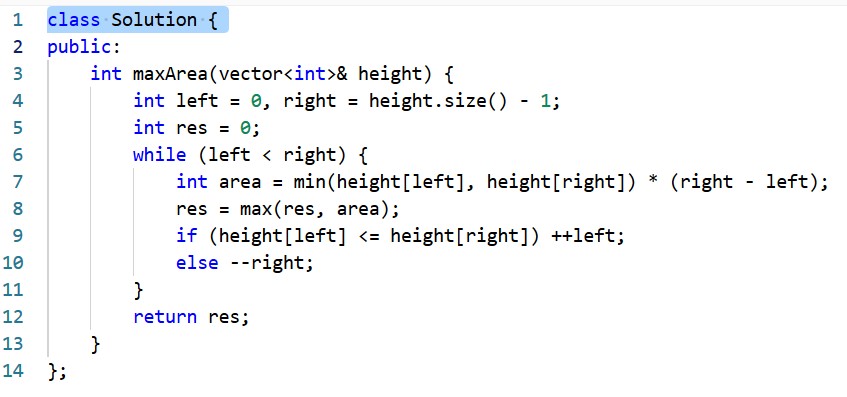 1 class Solution {
2 public:
3     int maxArea(vector<int>& height) {
4         int left = 0, right = height.size() - 1;
5         int res = 0;
6         while (left < right) {
7             int area = min(height[left], height[right]) * (right - left);
8             res = max(res, area);
9             if (height[left] <= height[right]) ++left;
10             else --right;
11         }
12         return res;
13     }
14 };